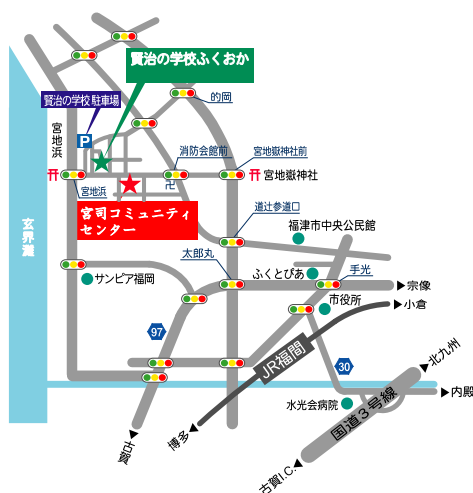 賢治の学校ふくおか
的岡
賢治の学校 駐車場
P
宮地浜
消防会館前
宮地嶽神社前
卍
宮地嶽神社
宮地浜
宮司コミュニティ
センター
道辻参道口
福津市中央公民館
玄界灘
太郎丸
サンピア福岡
ふくとぴあ
手光
宗像
市役所
小倉
97
JR福間
30
北九州
内殿
水光会病院
国道3号線
古賀
博多
古賀I.C.